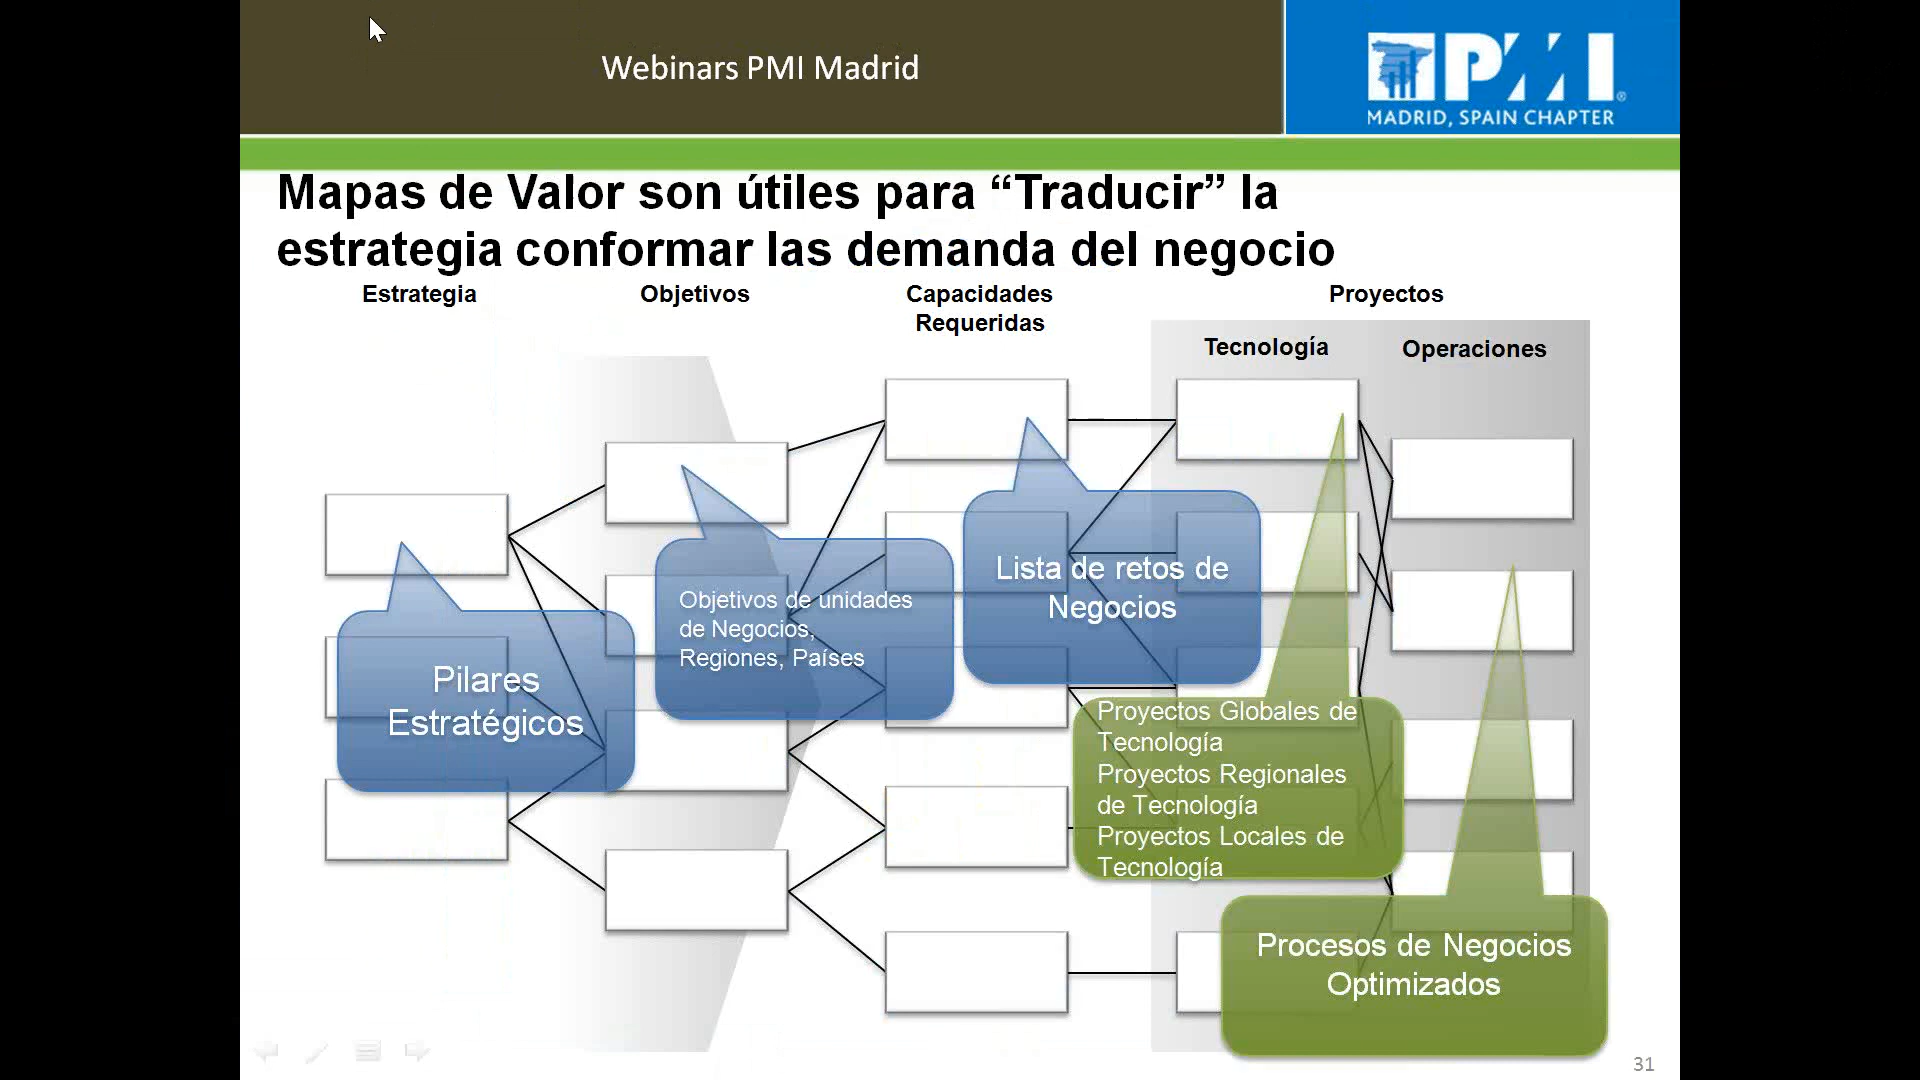 Webinars PMI Madrid
PMI
MADRID, SPAIN CHAPTER
Mapas de Valor son útiles para “Traducir” la
estrategia conformar las demanda del negocio
Estrategia
Objetivos
Capacidades
Requeridas
Proyectos
Tecnología
Operaciones
Lista de retos de
Negocios
Objetivos de unidades
de Negocios,
Regiones, Países
Pilares
Estratégicos
Proyectos Globales de
Tecnología
Proyectos Regionales
de Tecnología
Proyectos Locales de
Tecnología
Procesos de Negocios
Optimizados
31